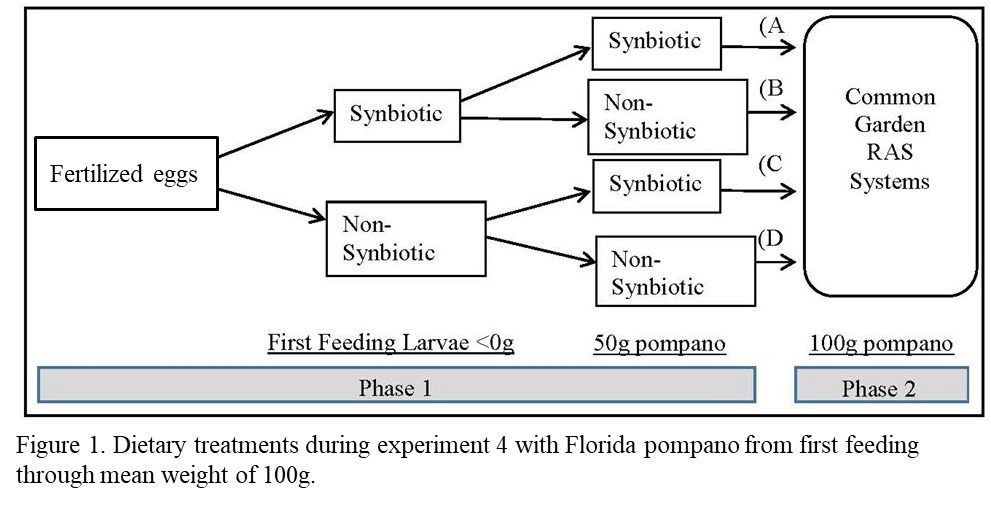 Fertilized eggs
Synbiotic
Non-
Synbiotic
Synbiotic
Non-
Synbiotic
Synbiotic
Non-
Synbiotic
(A
(B
(C
(D
Common
Garden
RAS
Systems
First Feeding Larvae <0g
50g pompano
100g pompano
Phase 1
Phase 2
Figure 1. Dietary treatments during experiment 4 with Florida pompano from first feeding
through mean weight of 100g.